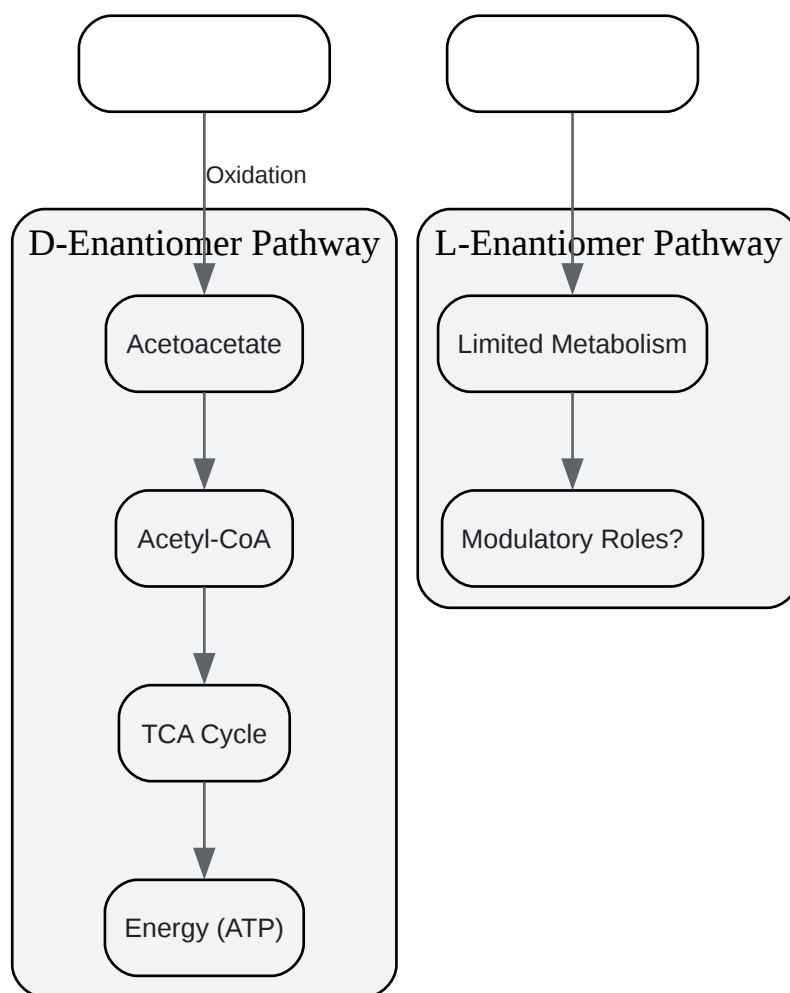 Oxidation
D-Enantiomer Pathway
Acetoacetate
Acetyl-CoA
TCA Cycle
Energy (ATP)
L-Enantiomer Pathway
Limited Metabolism
Modulatory Roles?